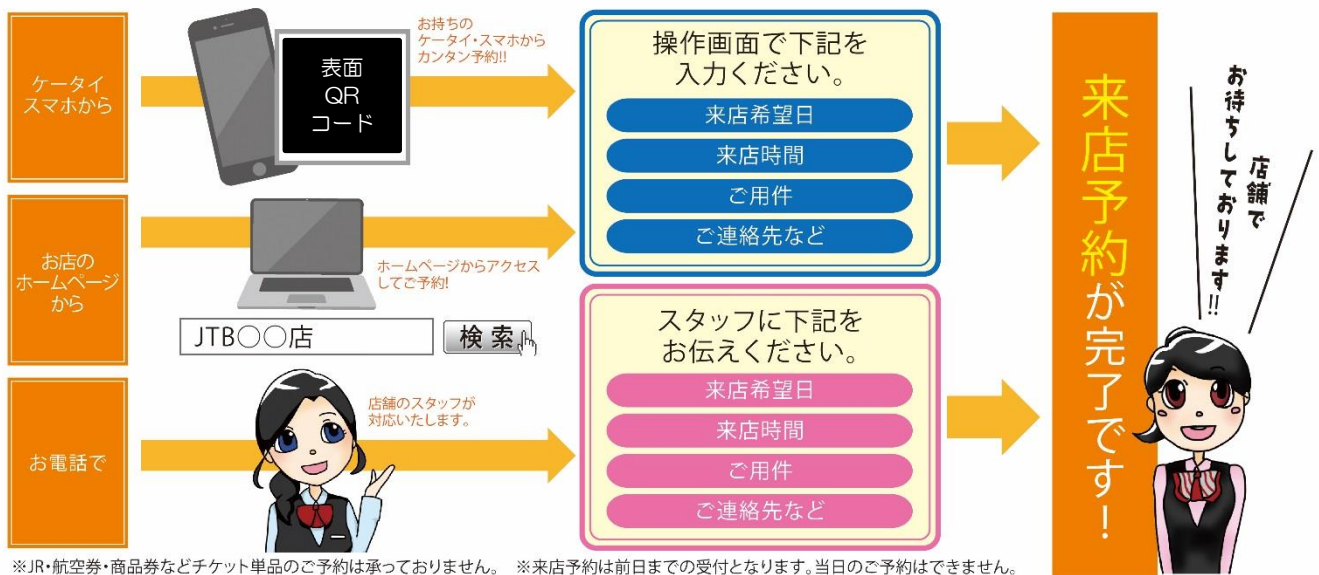 ケータイ
スマホから
表面
QR
コード
お持ちの
ケータイ・スマホから
カンタン予約!!
お店の
ホームページ
から
ホームページからアクセス
してご予約!
JTB○○店
検索
お電話で
店舗のスタッフが
対応いたします。
操作画面で下記を
入力ください。
来店希望日
来店時間
ご用件
ご連絡先など
スタッフに下記を
お伝えください。
来店希望日
来店時間
ご用件
ご連絡先など
来店予約が完了です!
店舗で
お待ちしております!!
※JR・航空券・商品券などチケット単品のご予約は承っておりません。 ※来店予約は前日までの受付となります。当日のご予約はできません。